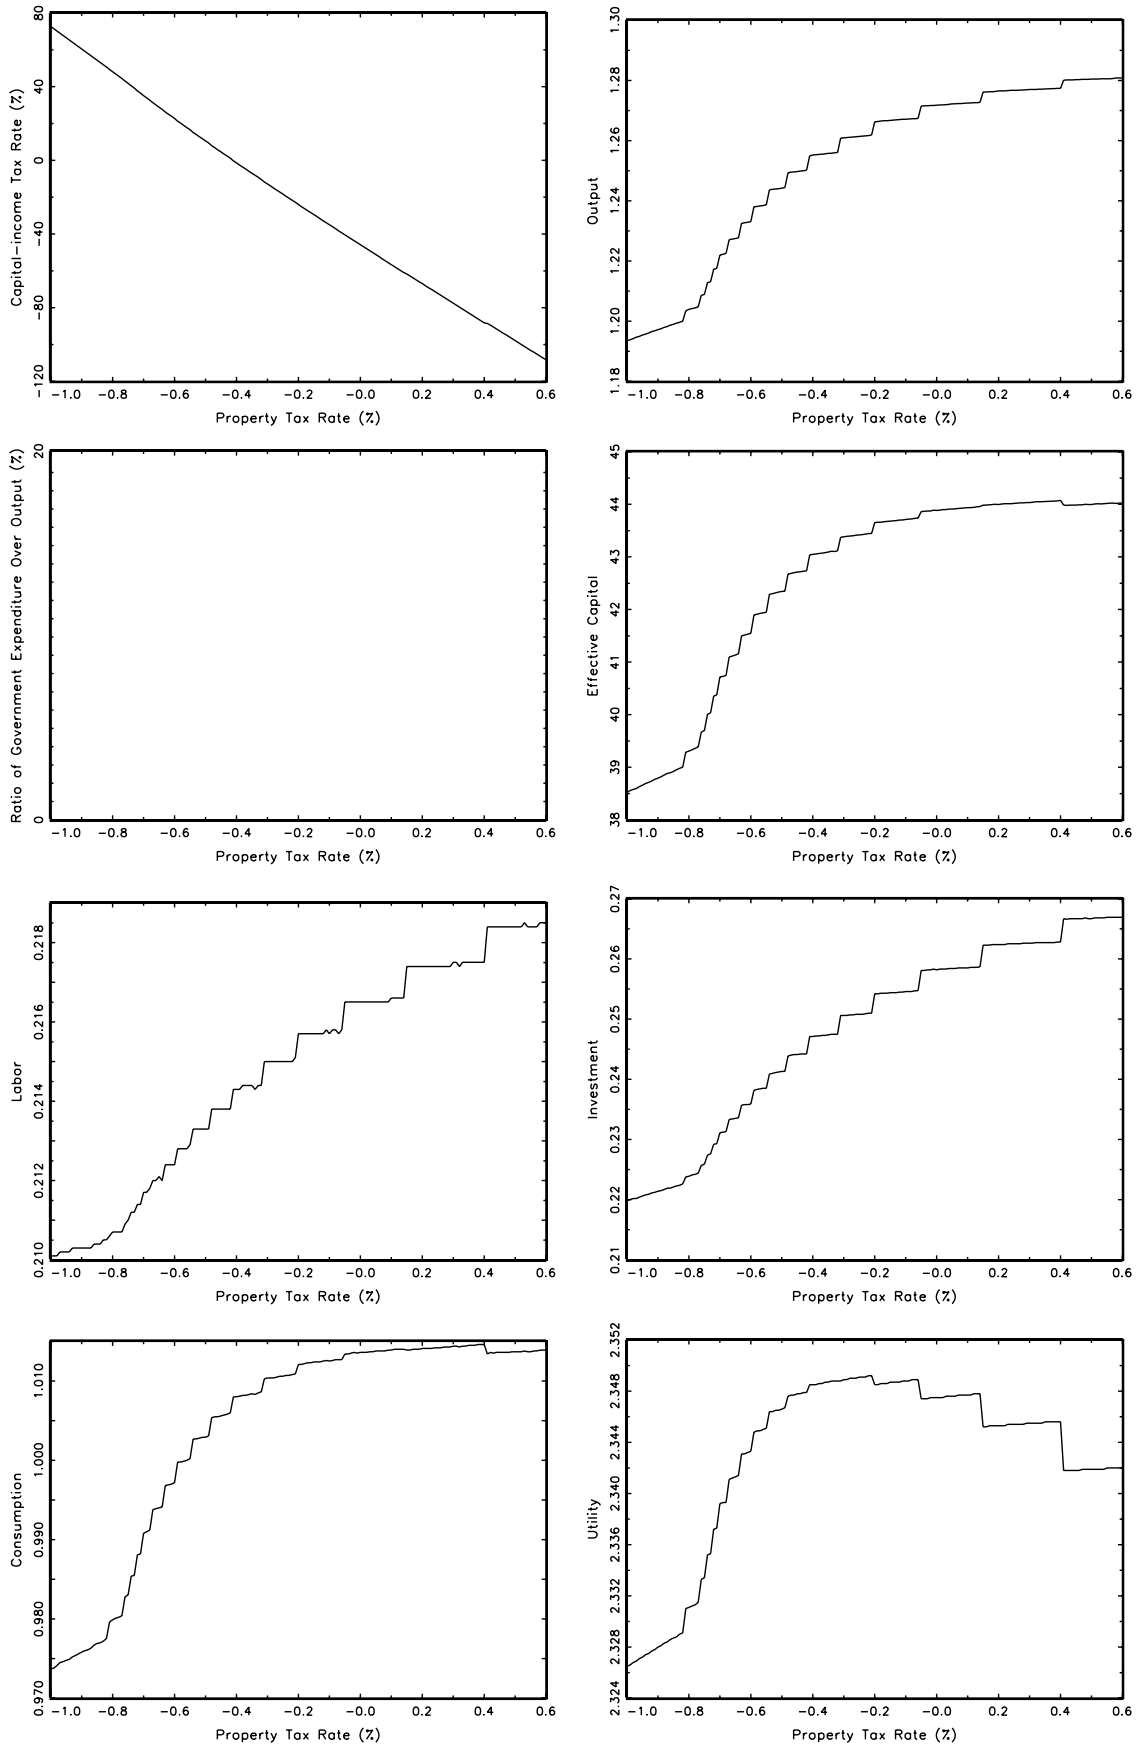 Capital-income Tax Rate (%)
80
40
0
-40
-80
-120
-1.0 -0.8 -0.6 -0.4 -0.2 -0.0 0.2 0.4 0.6
Property Tax Rate (%)
Output
1.30
1.28
1.26
1.24
1.22
1.20
1.18
-1.0 -0.8 -0.6 -0.4 -0.2 -0.0 0.2 0.4 0.6
Property Tax Rate (%)
Ratio of Government Expenditure Over Output (%)
20
0
-1.0 -0.8 -0.6 -0.4 -0.2 -0.0 0.2 0.4 0.6
Property Tax Rate (%)
Effective Capital
45
44
43
42
41
40
39
38
-1.0 -0.8 -0.6 -0.4 -0.2 -0.0 0.2 0.4 0.6
Property Tax Rate (%)
Labor
0.218
0.216
0.214
0.212
0.210
-1.0 -0.8 -0.6 -0.4 -0.2 -0.0 0.2 0.4 0.6
Property Tax Rate (%)
Investment
0.27
0.26
0.25
0.24
0.23
0.22
0.21
-1.0 -0.8 -0.6 -0.4 -0.2 -0.0 0.2 0.4 0.6
Property Tax Rate (%)
Consumption
1.010
1.000
0.990
0.980
0.970
-1.0 -0.8 -0.6 -0.4 -0.2 -0.0 0.2 0.4 0.6
Property Tax Rate (%)
Utility
2.352
2.348
2.344
2.340
2.336
2.332
2.328
2.324
-1.0 -0.8 -0.6 -0.4 -0.2 -0.0 0.2 0.4 0.6
Property Tax Rate (%)